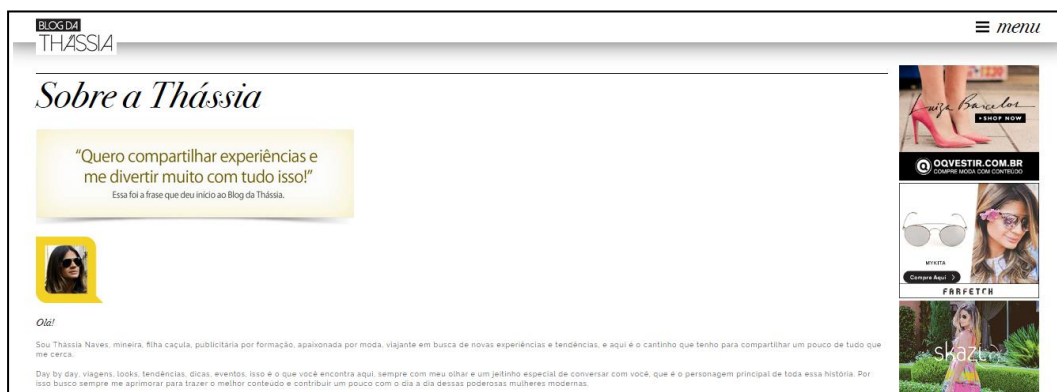 BLOG DA
THÁSSIA
menu
Sobre a Thássia
“Quero compartilhar experiências e
me divertir muito com tudo isso!”
Essa foi a frase que deu início ao Blog da Thássia.
Olá!
Sou Thássia Naves, mineira, filha caçula, publicitária por formação, apaixonada por moda, viajante em busca de novas experiências e tendências, e aqui é o cantinho que tenho para compartilhar um pouco de tudo que
me cerca.
Day by day, viagens, looks, tendências, dicas, eventos, isso é o que você encontra aqui, sempre com meu olhar e um jeitinho especial de conversar com você, que é o personagem principal de toda essa história. Por
isso busco sempre me aprimorar para trazer o melhor conteúdo e contribuir um pouco com o dia a dia dessas poderosas mulheres modernas.
Luiza Barcelos
SHOP NOW
OQVESTIR.COM.BR
COMPRE MODA COM CONTEÚDO
MYKITA
Compre Aqui
FARFETCH
skazi